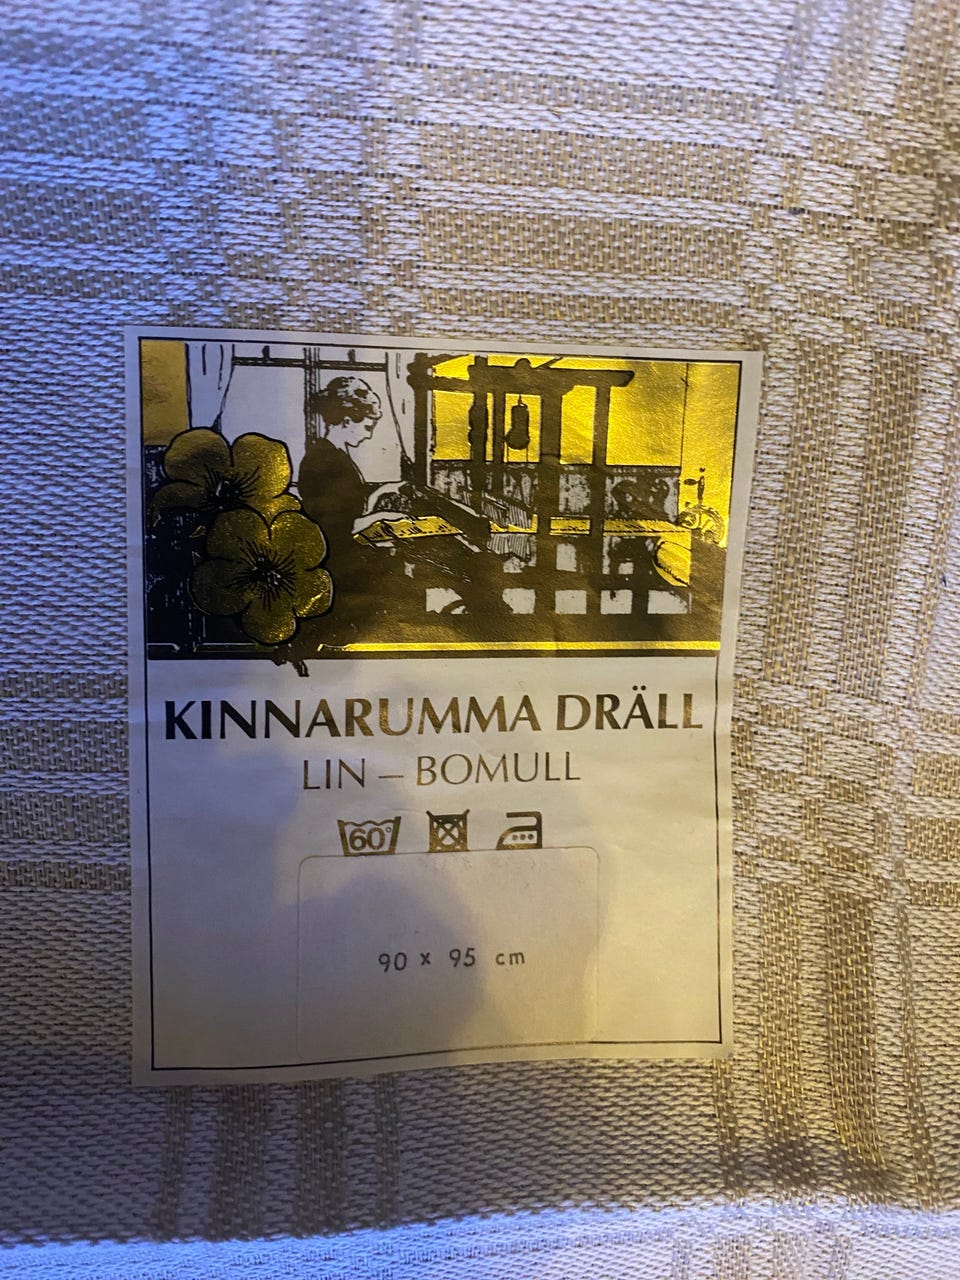 KINNARUMMA DRÄLL
LIN – BOMULL
60°
90 x 95 cm